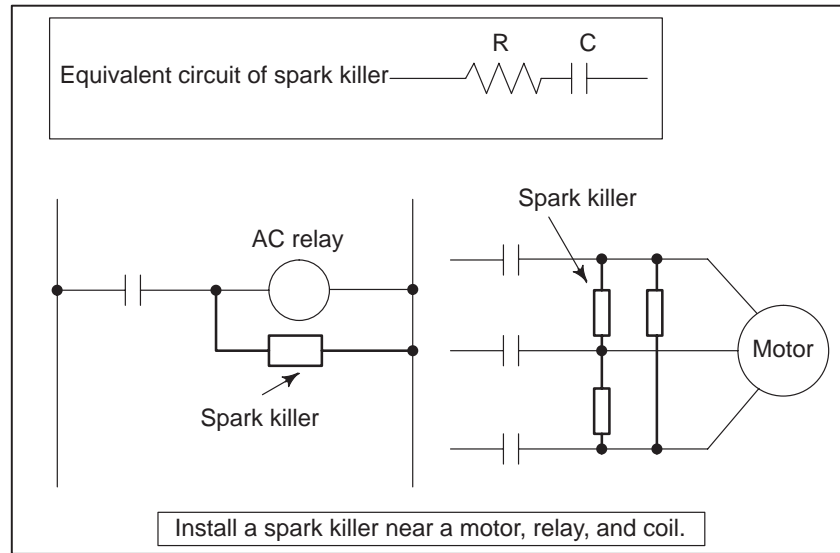 R C
Equivalent circuit of spark killer
Spark killer
AC relay
Motor
Spark killer
Install a spark killer near a motor, relay, and coil.